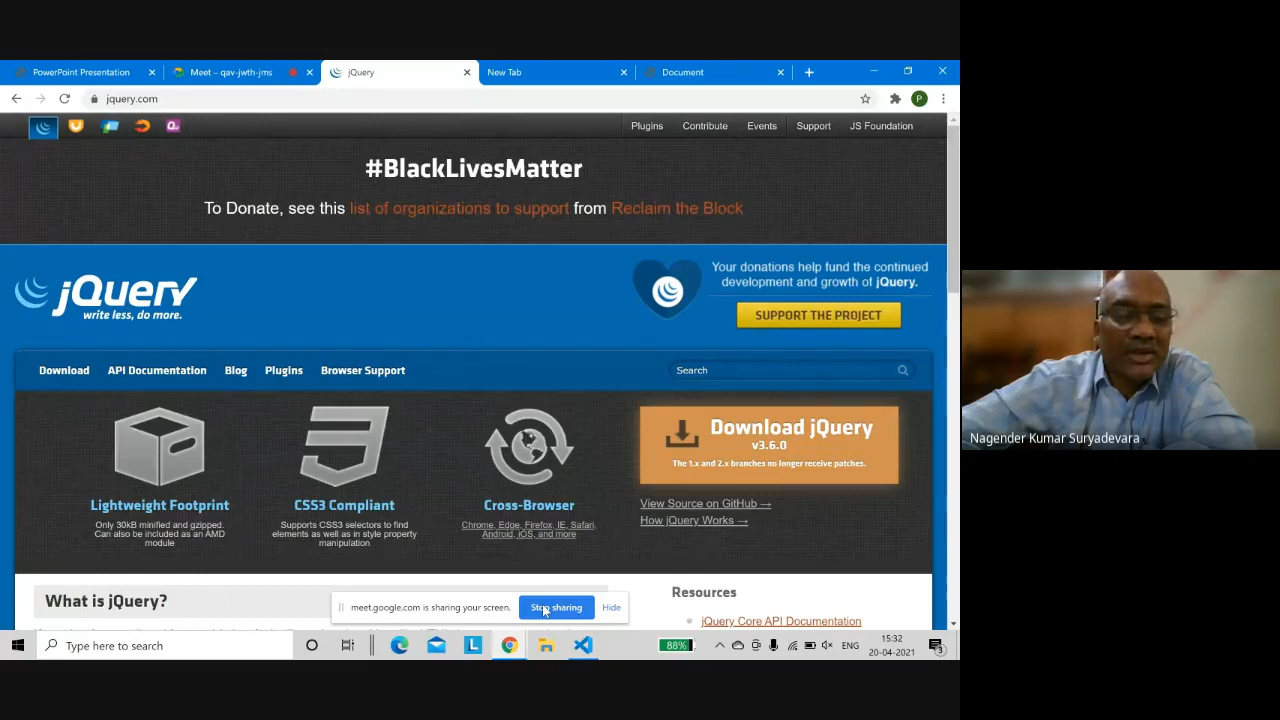 PowerPoint Presentation
Meet – qav-jwth-jms
jQuery
New Tab
Document
jquery.com
P
Plugins
Contribute
Events
Support
JS Foundation
#BlackLivesMatter
To Donate, see this list of organizations to support from Reclaim the Block
jQuery
write less, do more.
Your donations help fund the continued
development and growth of jQuery.
SUPPORT THE PROJECT
Download
API Documentation
Blog
Plugins
Browser Support
Search
Lightweight Footprint
Only 30kB minified and gzipped.
Can also be included as an AMD
module
CSS3 Compliant
Supports CSS3 selectors to find
elements as well as in style property
manipulation
Cross-Browser
Chrome, Edge, Firefox, IE, Safari,
Android, iOS, and more
Download jQuery
v3.6.0
The 1.x and 2.x branches no longer receive patches.
View Source on GitHub →
How jQuery Works →
What is jQuery?
Resources
jQuery Core API Documentation
meet.google.com is sharing your screen.
Stop sharing
Hide
Type here to search
L
88%
ENG
15:32
20-04-2021
3
Nagender Kumar Suryadevara